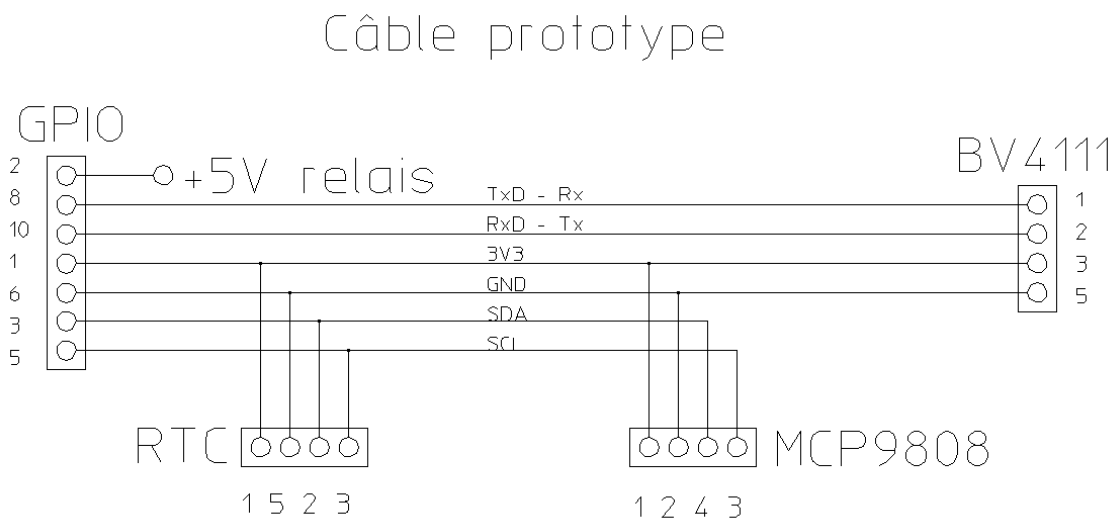 Câble prototype
GPIO
BV4111
2
+5V relais
8
TxD - Rx
1
10
RxD - Tx
2
1
3V3
3
6
GND
5
3
SDA
5
SCL
RTC
MCP9808
1 5 2 3
1 2 4 3